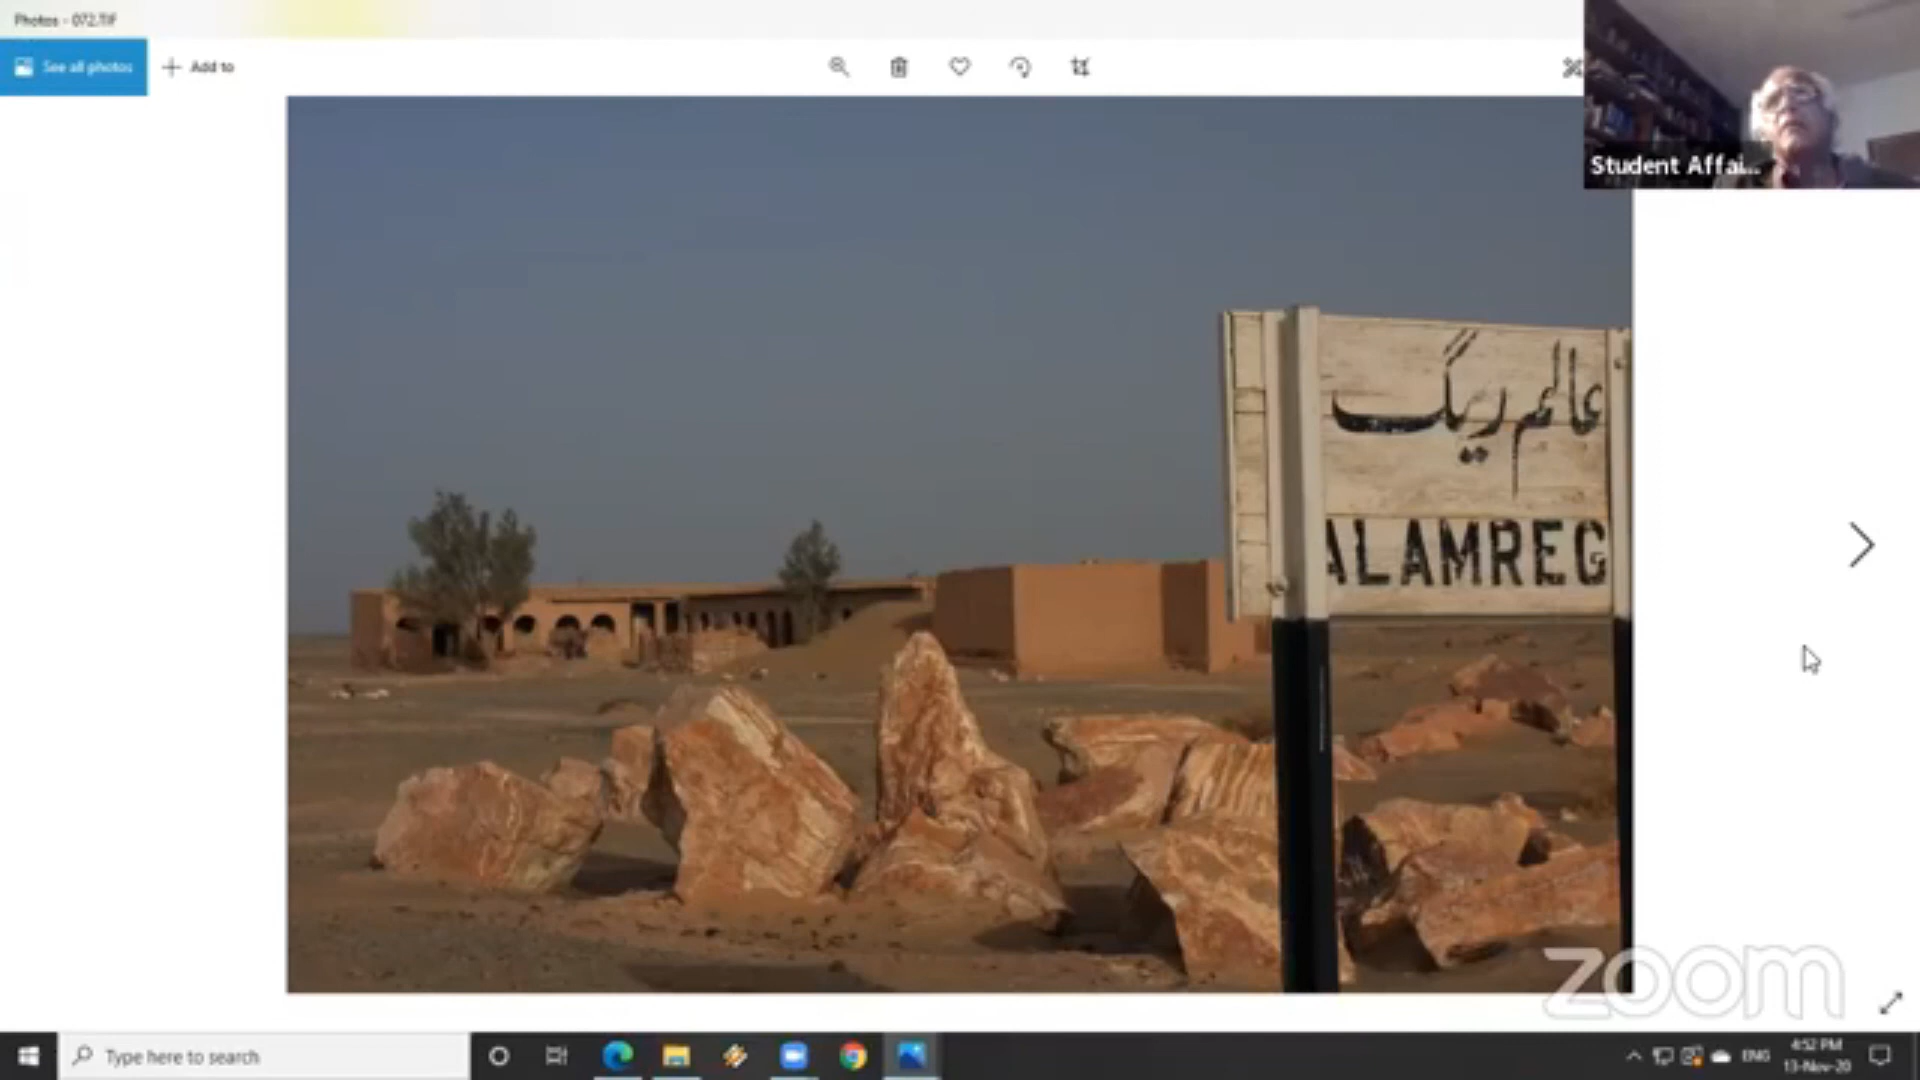 Photos - 072.TIF
See all photos
Add to
Student Affai...
عالم ریگ
ALAMREG
zoom
Type here to search
ENG
4:52 PM
13-Nov-20